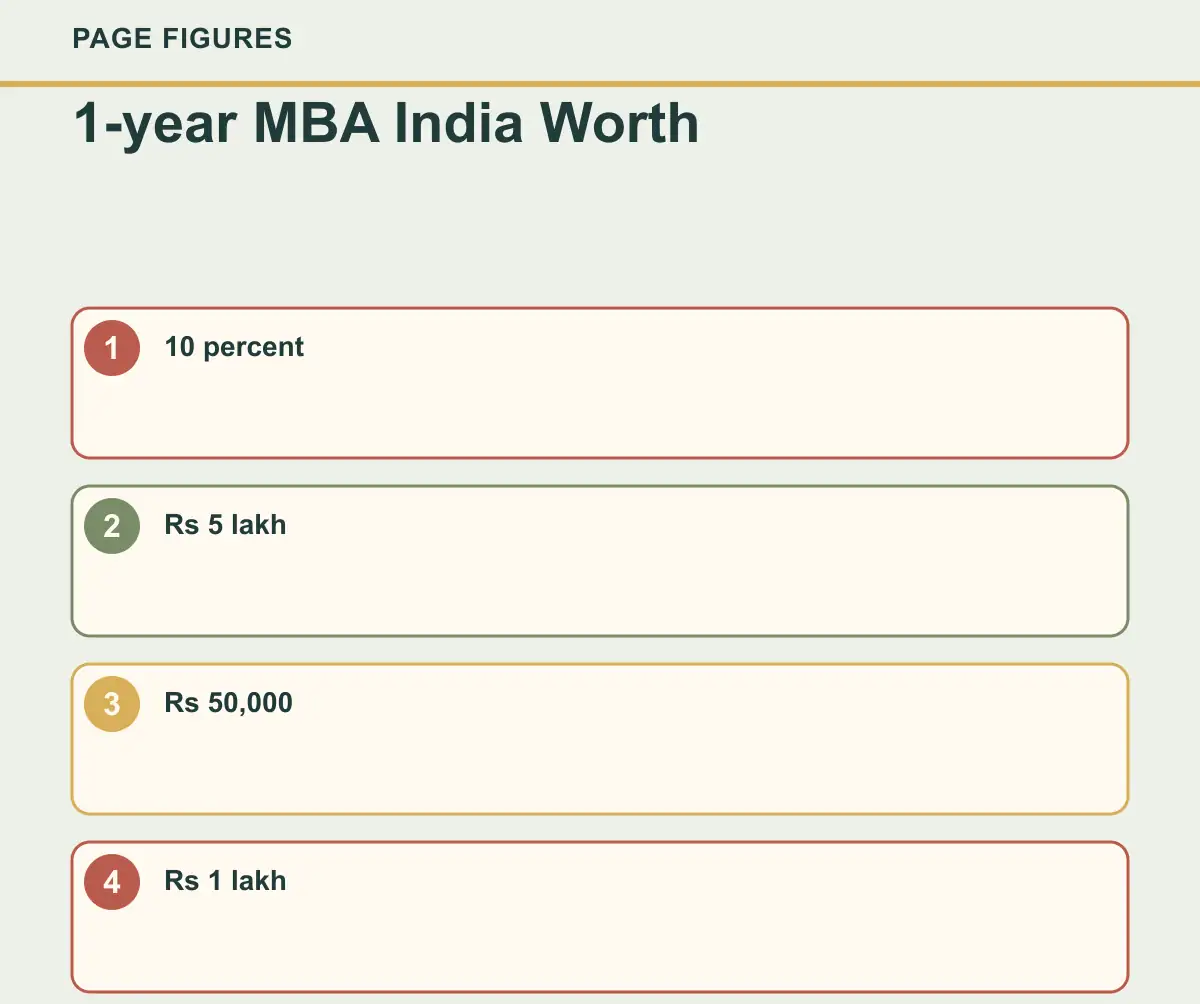 PAGE FIGURES
1-year MBA India Worth
1
10 percent
2
Rs 5 lakh
3
Rs 50,000
4
Rs 1 lakh